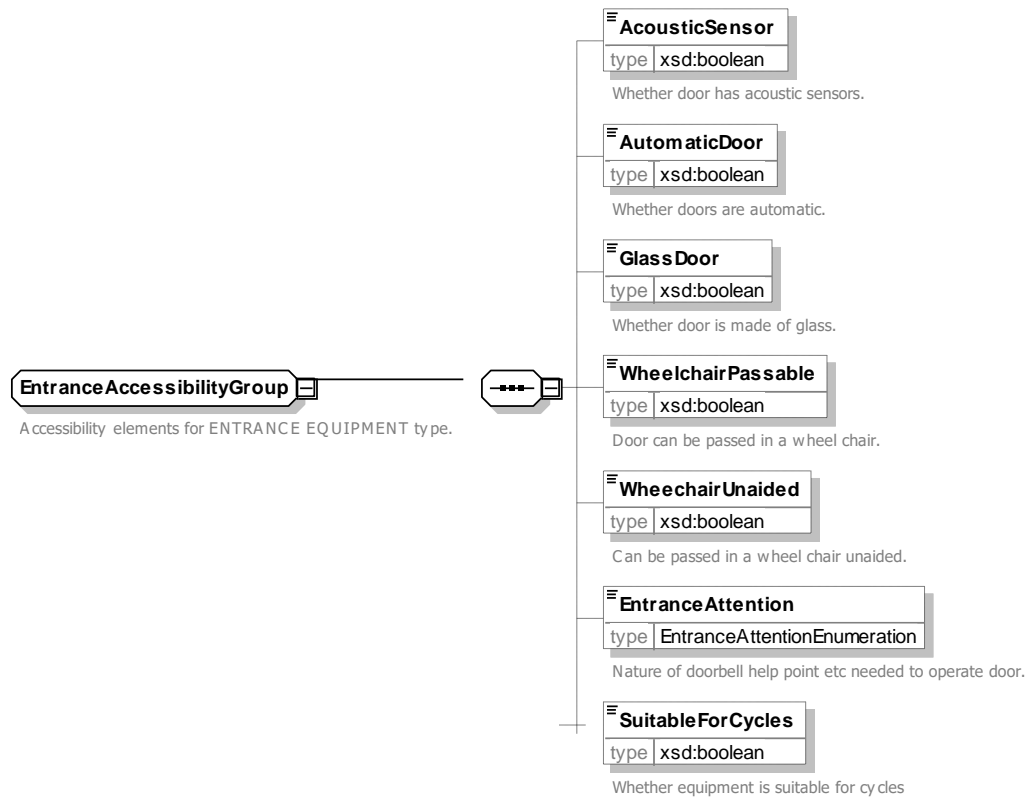 AcousticSensor
type xsd:boolean
Whether door has acoustic sensors.
AutomaticDoor
type xsd:boolean
Whether doors are automatic.
GlassDoor
type xsd:boolean
Whether door is made of glass.
EntranceAccessibilityGroup
Accessibility elements for ENTRANCE EQUIPMENT type.
WheelchairPassable
type xsd:boolean
Door can be passed in a wheel chair.
WheechairUnaided
type xsd:boolean
Can be passed in a wheel chair unaided.
EntranceAttention
type EntranceAttentionEnumeration
Nature of doorbell help point etc needed to operate door.
SuitableForCycles
type xsd:boolean
Whether equipment is suitable for cycles